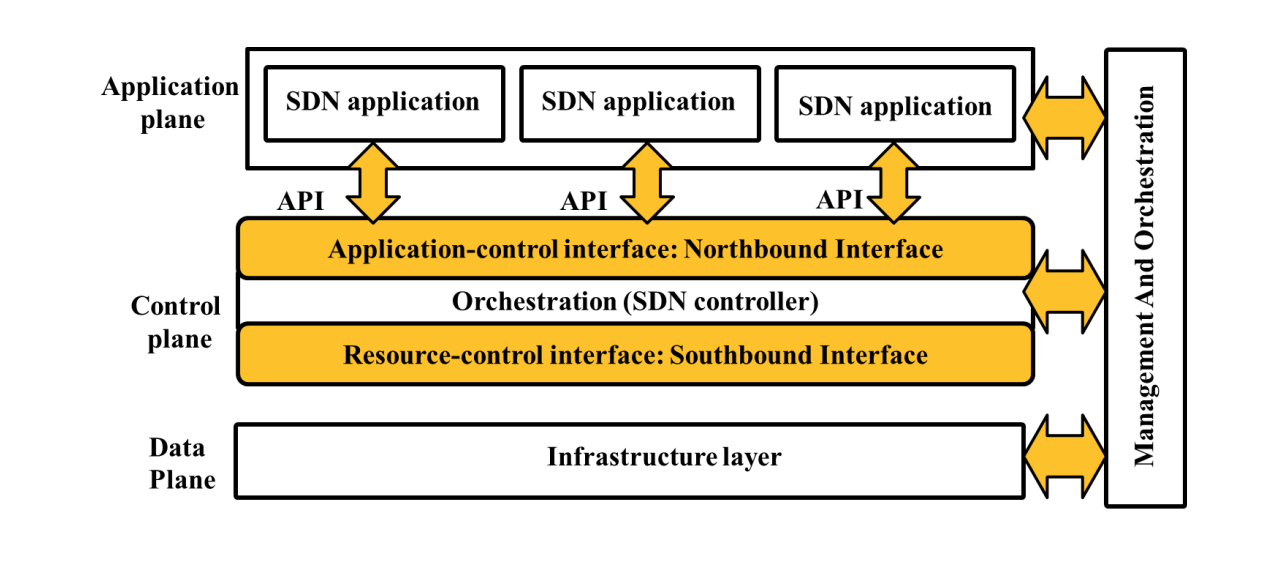 Application
plane
SDN application
SDN application
SDN application
API
API
API
Application-control interface: Northbound Interface
Control
plane
Orchestration (SDN controller)
Resource-control interface: Southbound Interface
Data
Plane
Infrastructure layer
Management And Orchestration